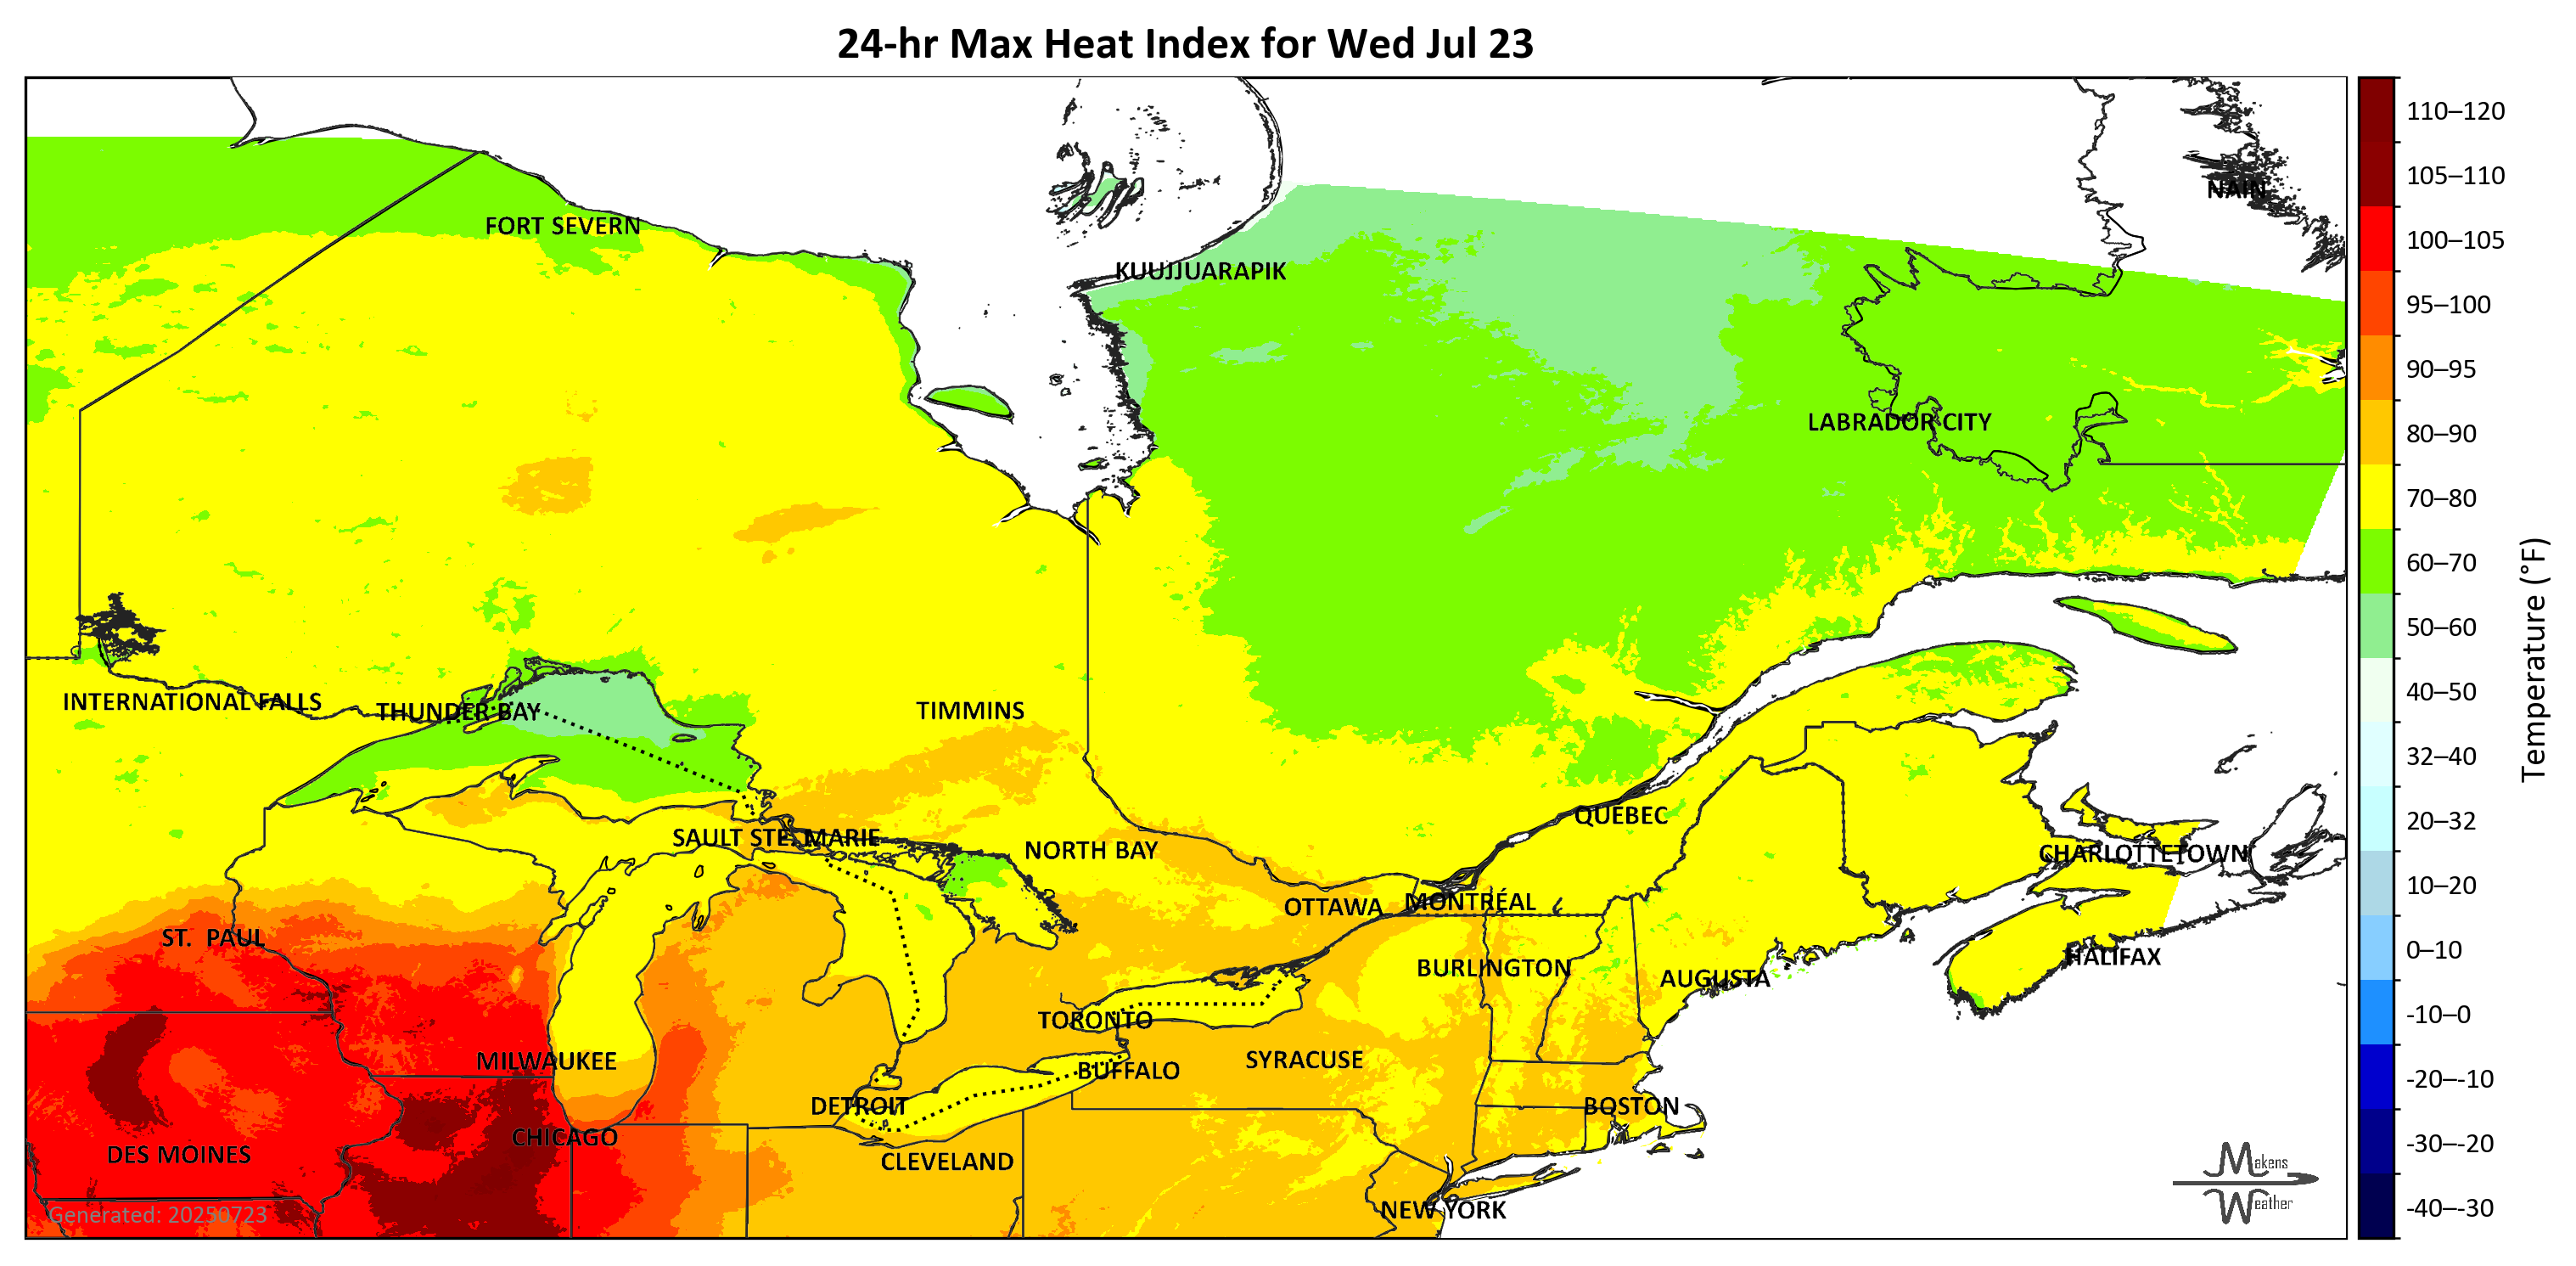 24-hr Max Heat Index for Wed Jul 23
110–120
105–110
NAIN
FORT SEVERN
100–105
KUUJJUARAPIK
95–100
90–95
LABRADOR CITY
80–90
70–80
60–70
Temperature (°F)
50–60
40–50
INTERNATIONAL FALLS
THUNDER BAY
TIMMINS
32–40
QUEBEC
20–32
SAULT STE. MARIE
NORTH BAY
CHARLOTTETOWN
10–20
OTTAWA
MONTRÉAL
ST. PAUL
0–10
HALIFAX
BURLINGTON
AUGUSTA
-10–0
TORONTO
MILWAUKEE
SYRACUSE
BUFFALO
-20–-10
DETROIT
BOSTON
CHICAGO
-30–-20
DES MOINES
CLEVELAND
Makens
Weather
-40–-30
NEW YORK
Generated: 20250723